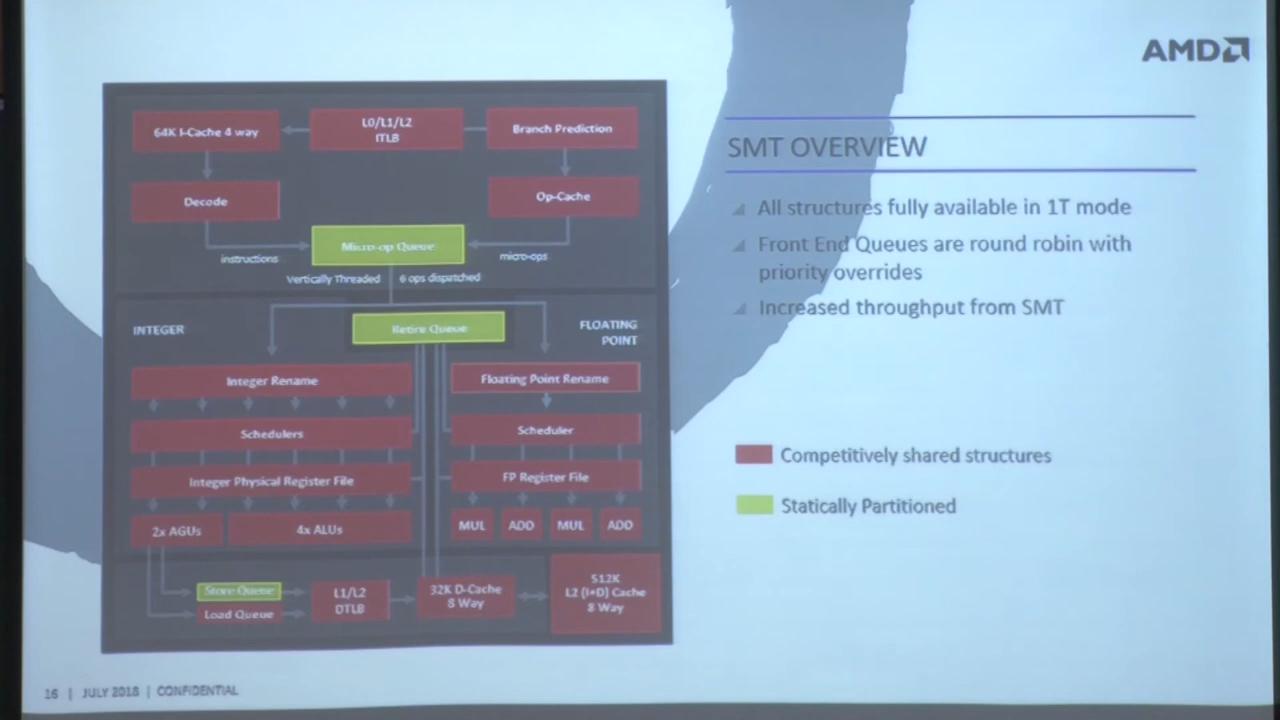 AMD
64K I-Cache 4 way
L0/L1/L2
ITLB
Branch Prediction
Decode
Op-Cache
Micro-op Queue
instructions
micro-ops
Vertically Threaded
6 ops dispatched
INTEGER
Retire Queue
FLOATING
POINT
Integer Rename
Floating Point Rename
Schedulers
Scheduler
Integer Physical Register File
FP Register File
2x AGUs
4x ALUs
MUL
ADD
MUL
ADD
Store Queue
Load Queue
L1/L2
DTLB
32K D-Cache
8 Way
512K
L2 (I+D) Cache
8 Way
SMT OVERVIEW
All structures fully available in 1T mode
Front End Queues are round robin with
priority overrides
Increased throughput from SMT
Competitively shared structures
Statically Partitioned
16 | JULY 2018 | CONFIDENTIAL